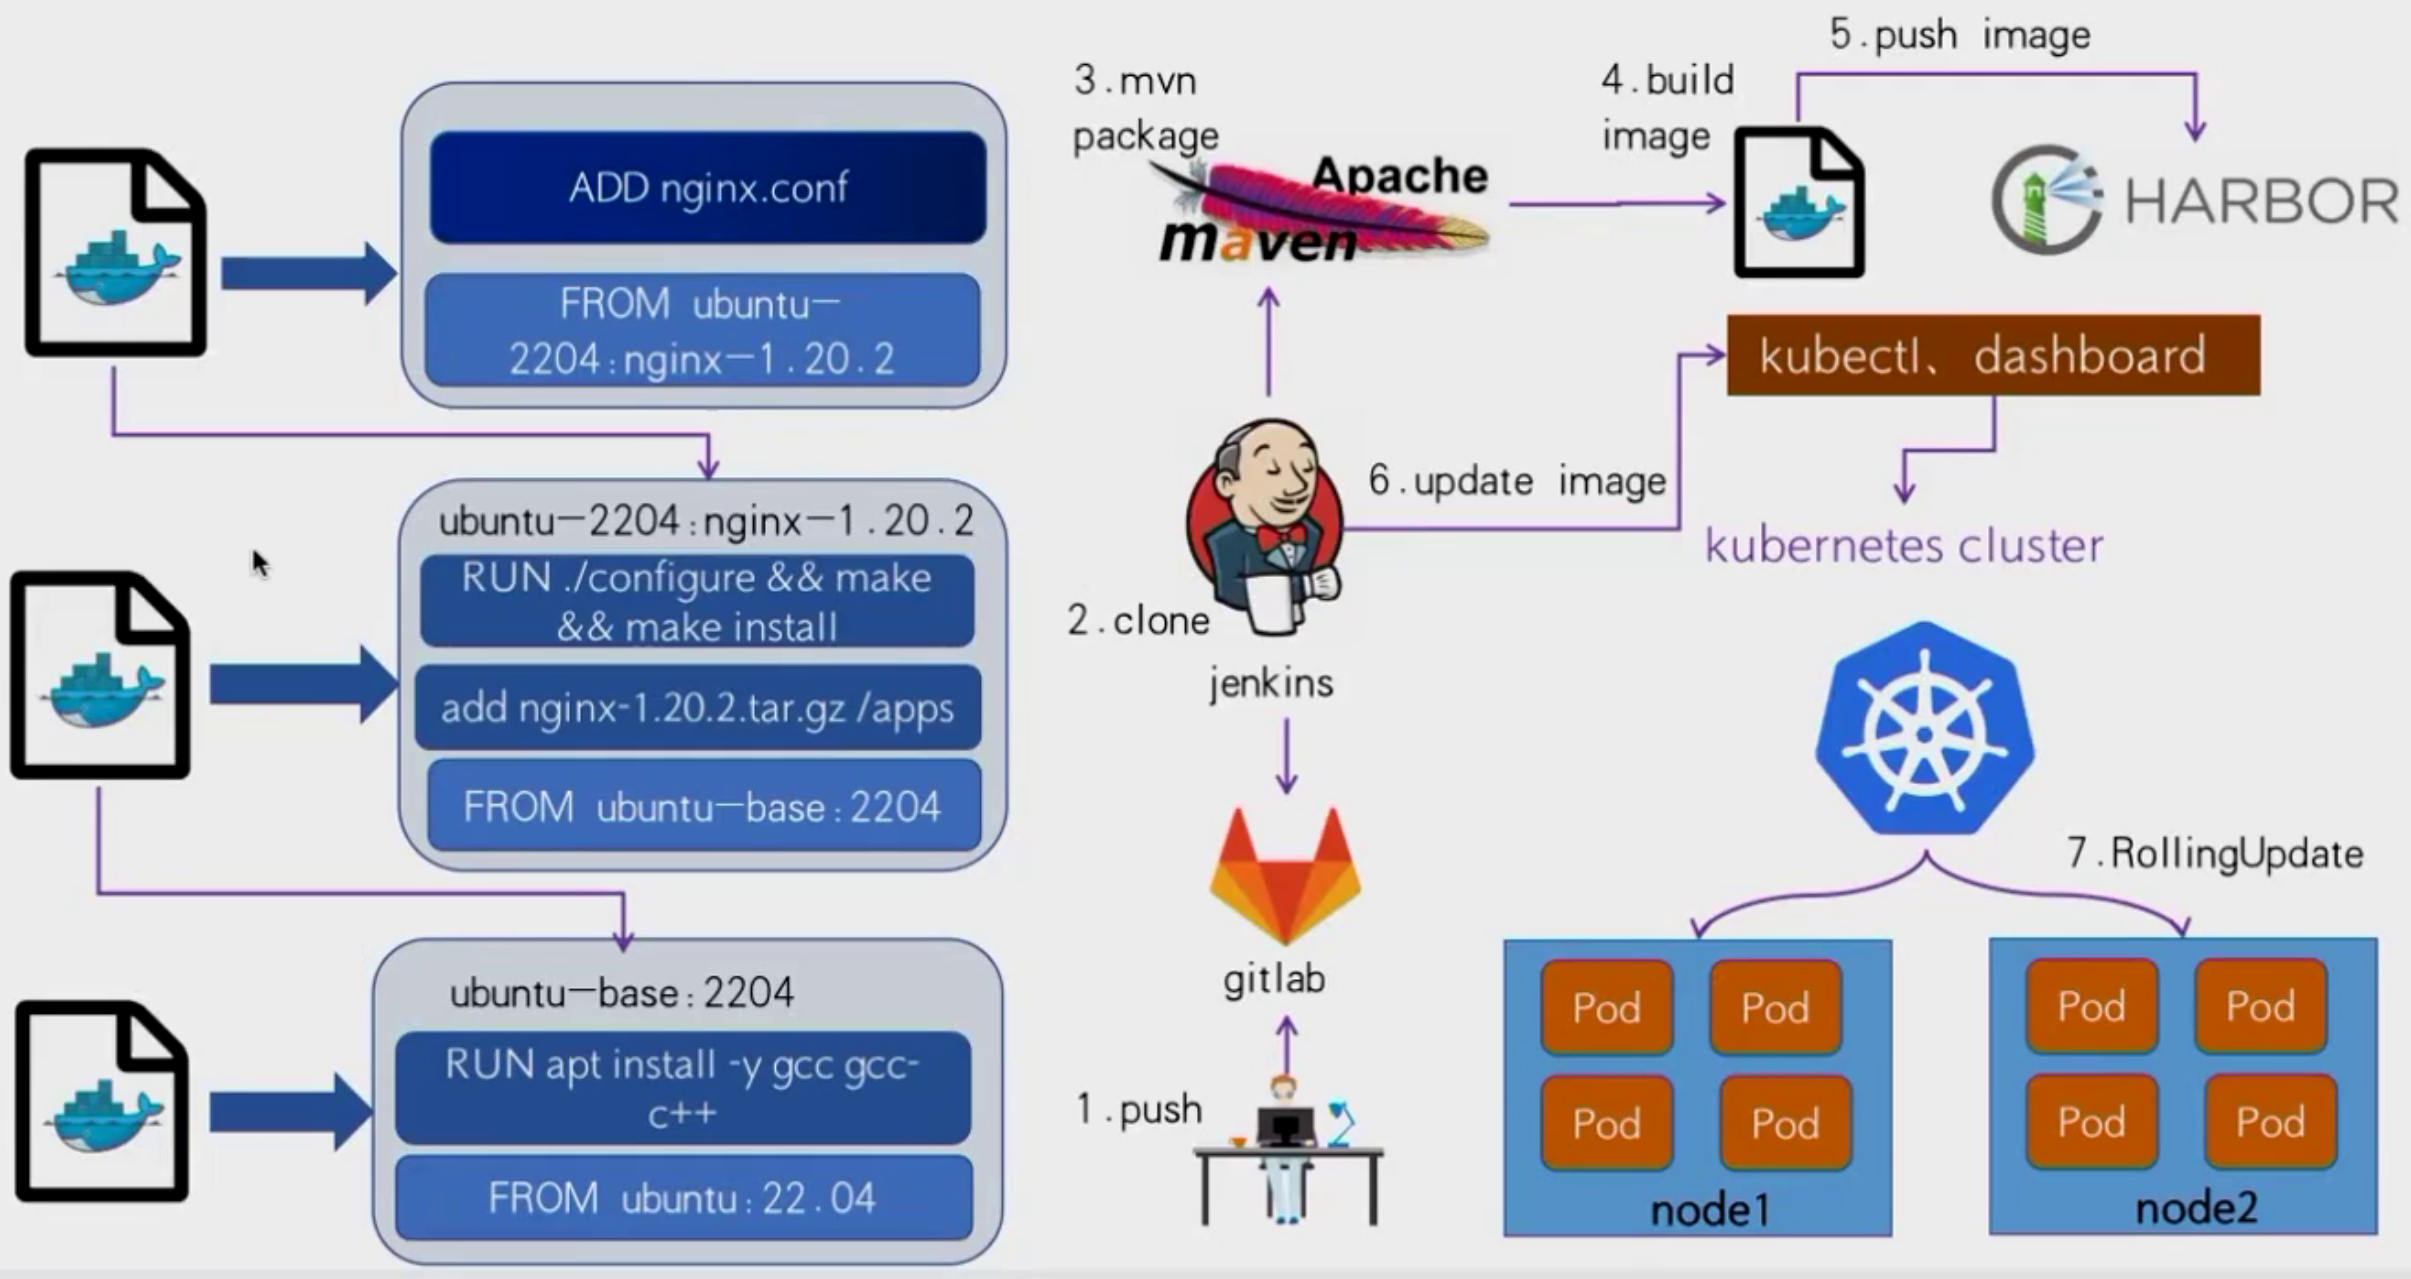 ADD nginx.conf
FROM ubuntu-
2204:nginx-1.20.2
ubuntu-2204:nginx-1.20.2
RUN ./configure && make
&& make install
add nginx-1.20.2.tar.gz /apps
FROM ubuntu-base:2204
ubuntu-base:2204
RUN apt install -y gcc gcc-
c++
FROM ubuntu:22.04
3.mvn
package
Apache
maven
4.build
image
5.push image
HARBOR
kubectl、dashboard
6.update image
kubernetes cluster
2.clone
jenkins
gitlab
1.push
7.RollingUpdate
Pod Pod
Pod Pod
node1
Pod Pod
Pod Pod
node2